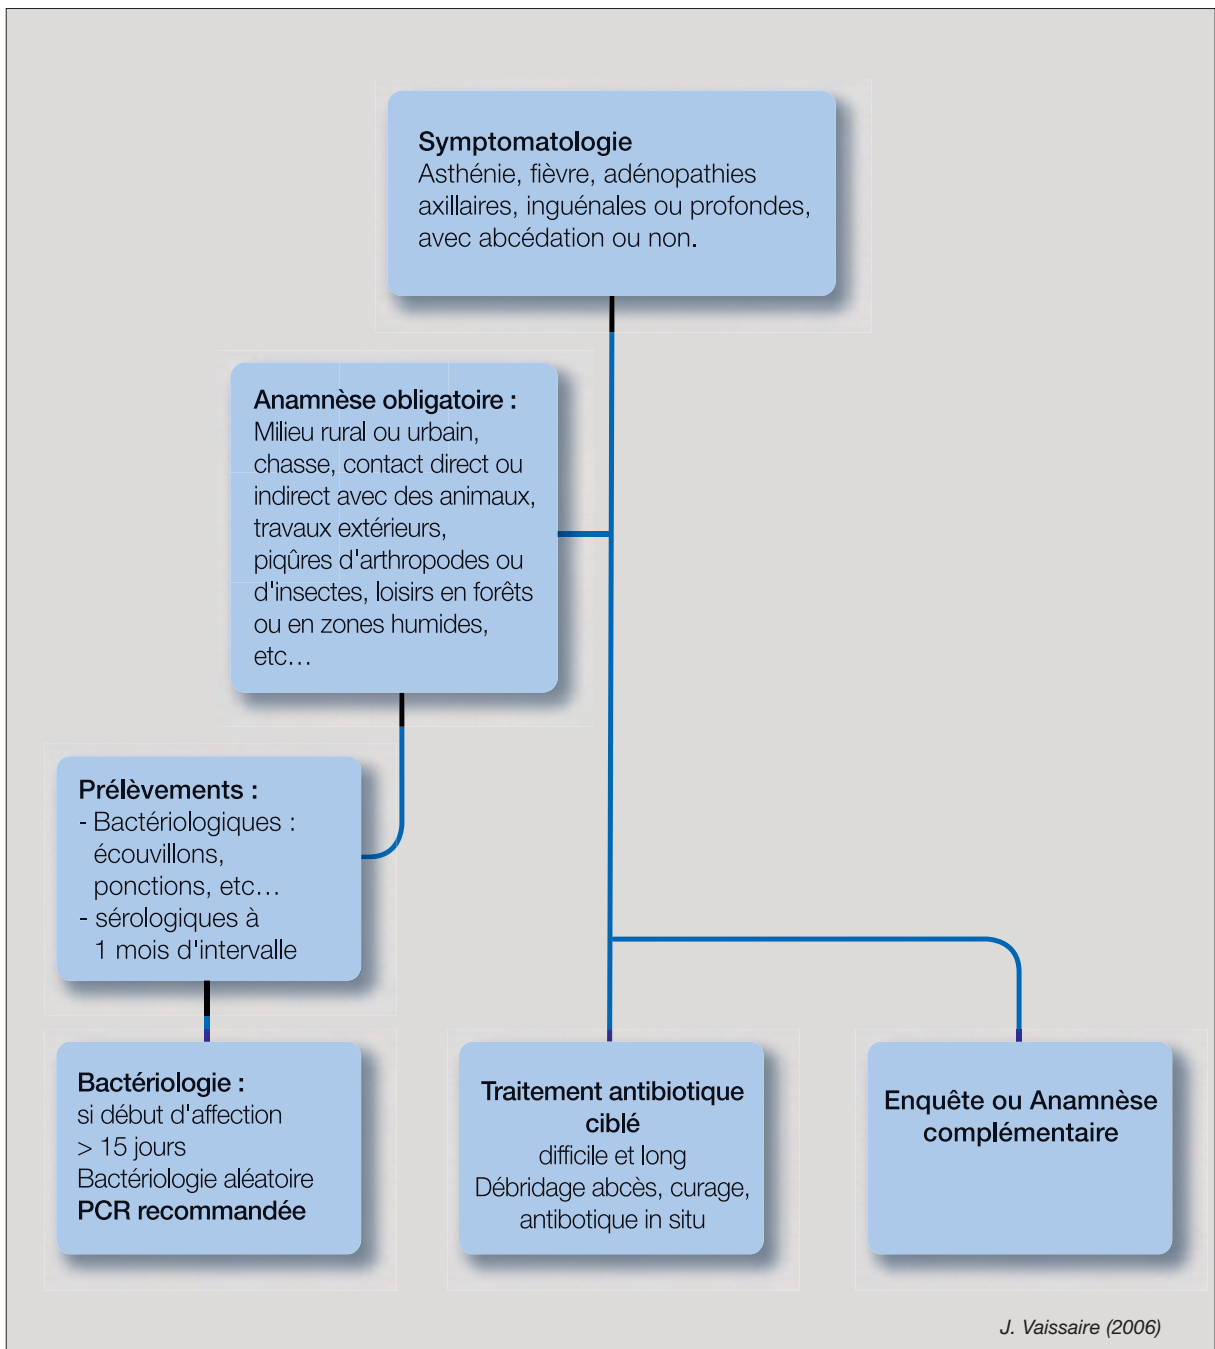 Symptomatologie
Asthénie, fièvre, adénopathies
axillaires, inguénales ou profondes,
avec abcédation ou non.
Anamnèse obligatoire :
Milieu rural ou urbain,
chasse, contact direct ou
indirect avec des animaux,
travaux extérieurs,
piqûres d'arthropodes ou
d'insectes, loisirs en forêts
ou en zones humides,
etc…
Prélèvements :
- Bactériologiques :
écouvillons,
ponctions, etc…
- sérologiques à
1 mois d'intervalle
Bactériologie :
si début d'affection
> 15 jours
Bactériologie aléatoire
PCR recommandée
Traitement antibiotique
ciblé
difficile et long
Débridage abcès, curage,
antibotique in situ
Enquête ou Anamnèse
complémentaire
J. Vaissaire (2006)